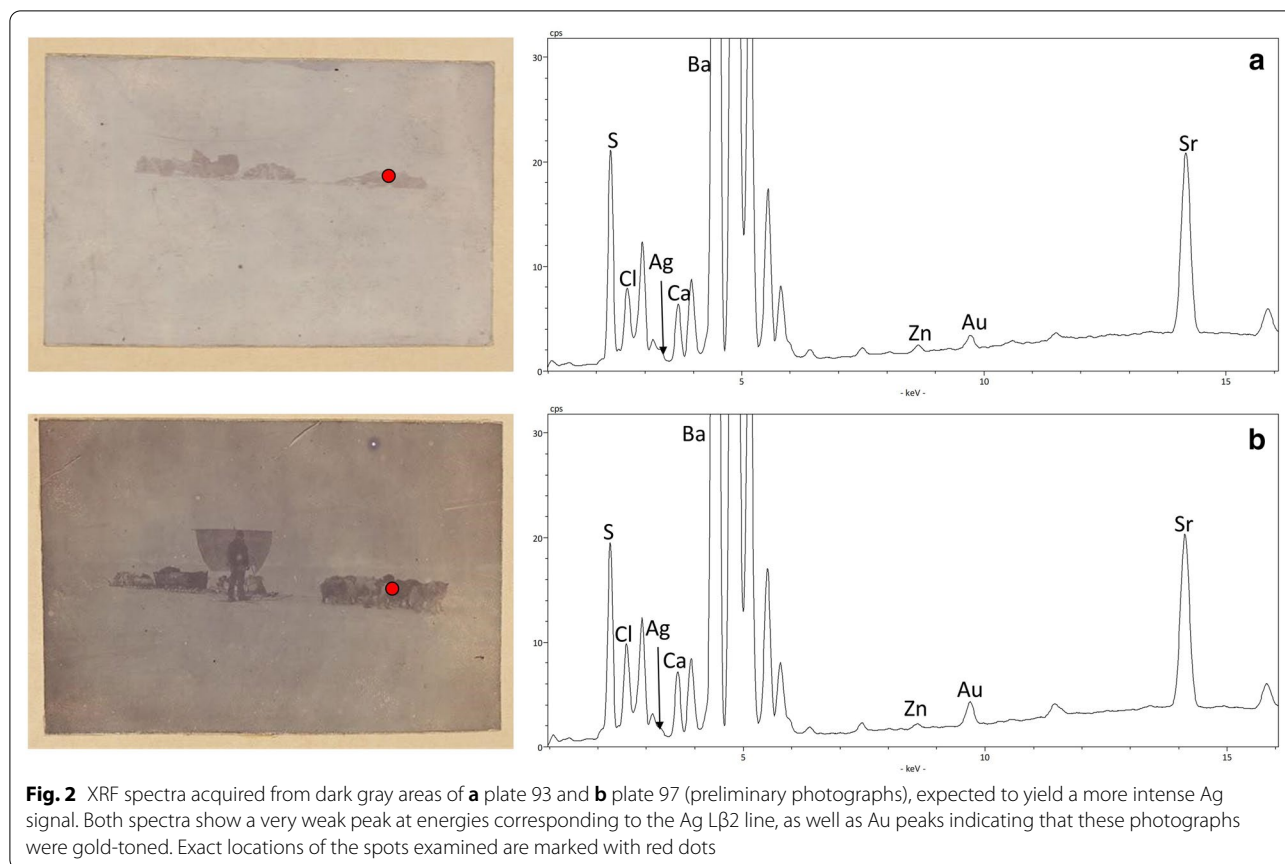 cps
30
20
10
0
S
Cl
Ag
Ca
Ba
Zn
Au
Sr
a
5
10
15
- keV -
cps
30
20
10
0
S
Cl
Ag
Ca
Ba
Zn
Au
Sr
b
5
10
15
- keV -
Fig. 2 XRF spectra acquired from dark gray areas of a plate 93 and b plate 97 (preliminary photographs), expected to yield a more intense Ag
signal. Both spectra show a very weak peak at energies corresponding to the Ag Lβ2 line, as well as Au peaks indicating that these photographs
were gold-toned. Exact locations of the spots examined are marked with red dots